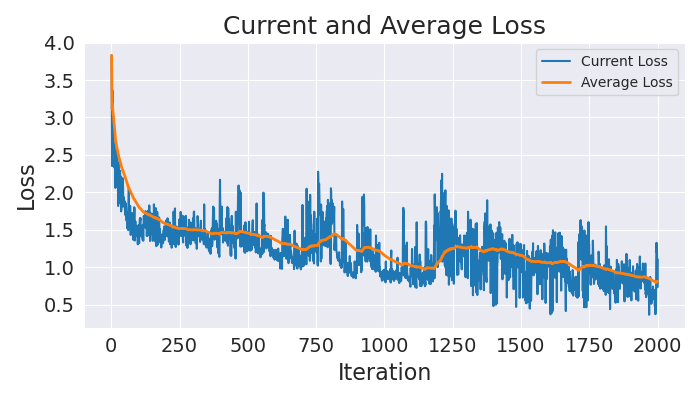 Current and Average Loss
Current Loss
Average Loss
4.0
3.5
3.0
2.5
2.0
1.5
1.0
0.5
Loss
0 250 500 750 1000 1250 1500 1750 2000
Iteration